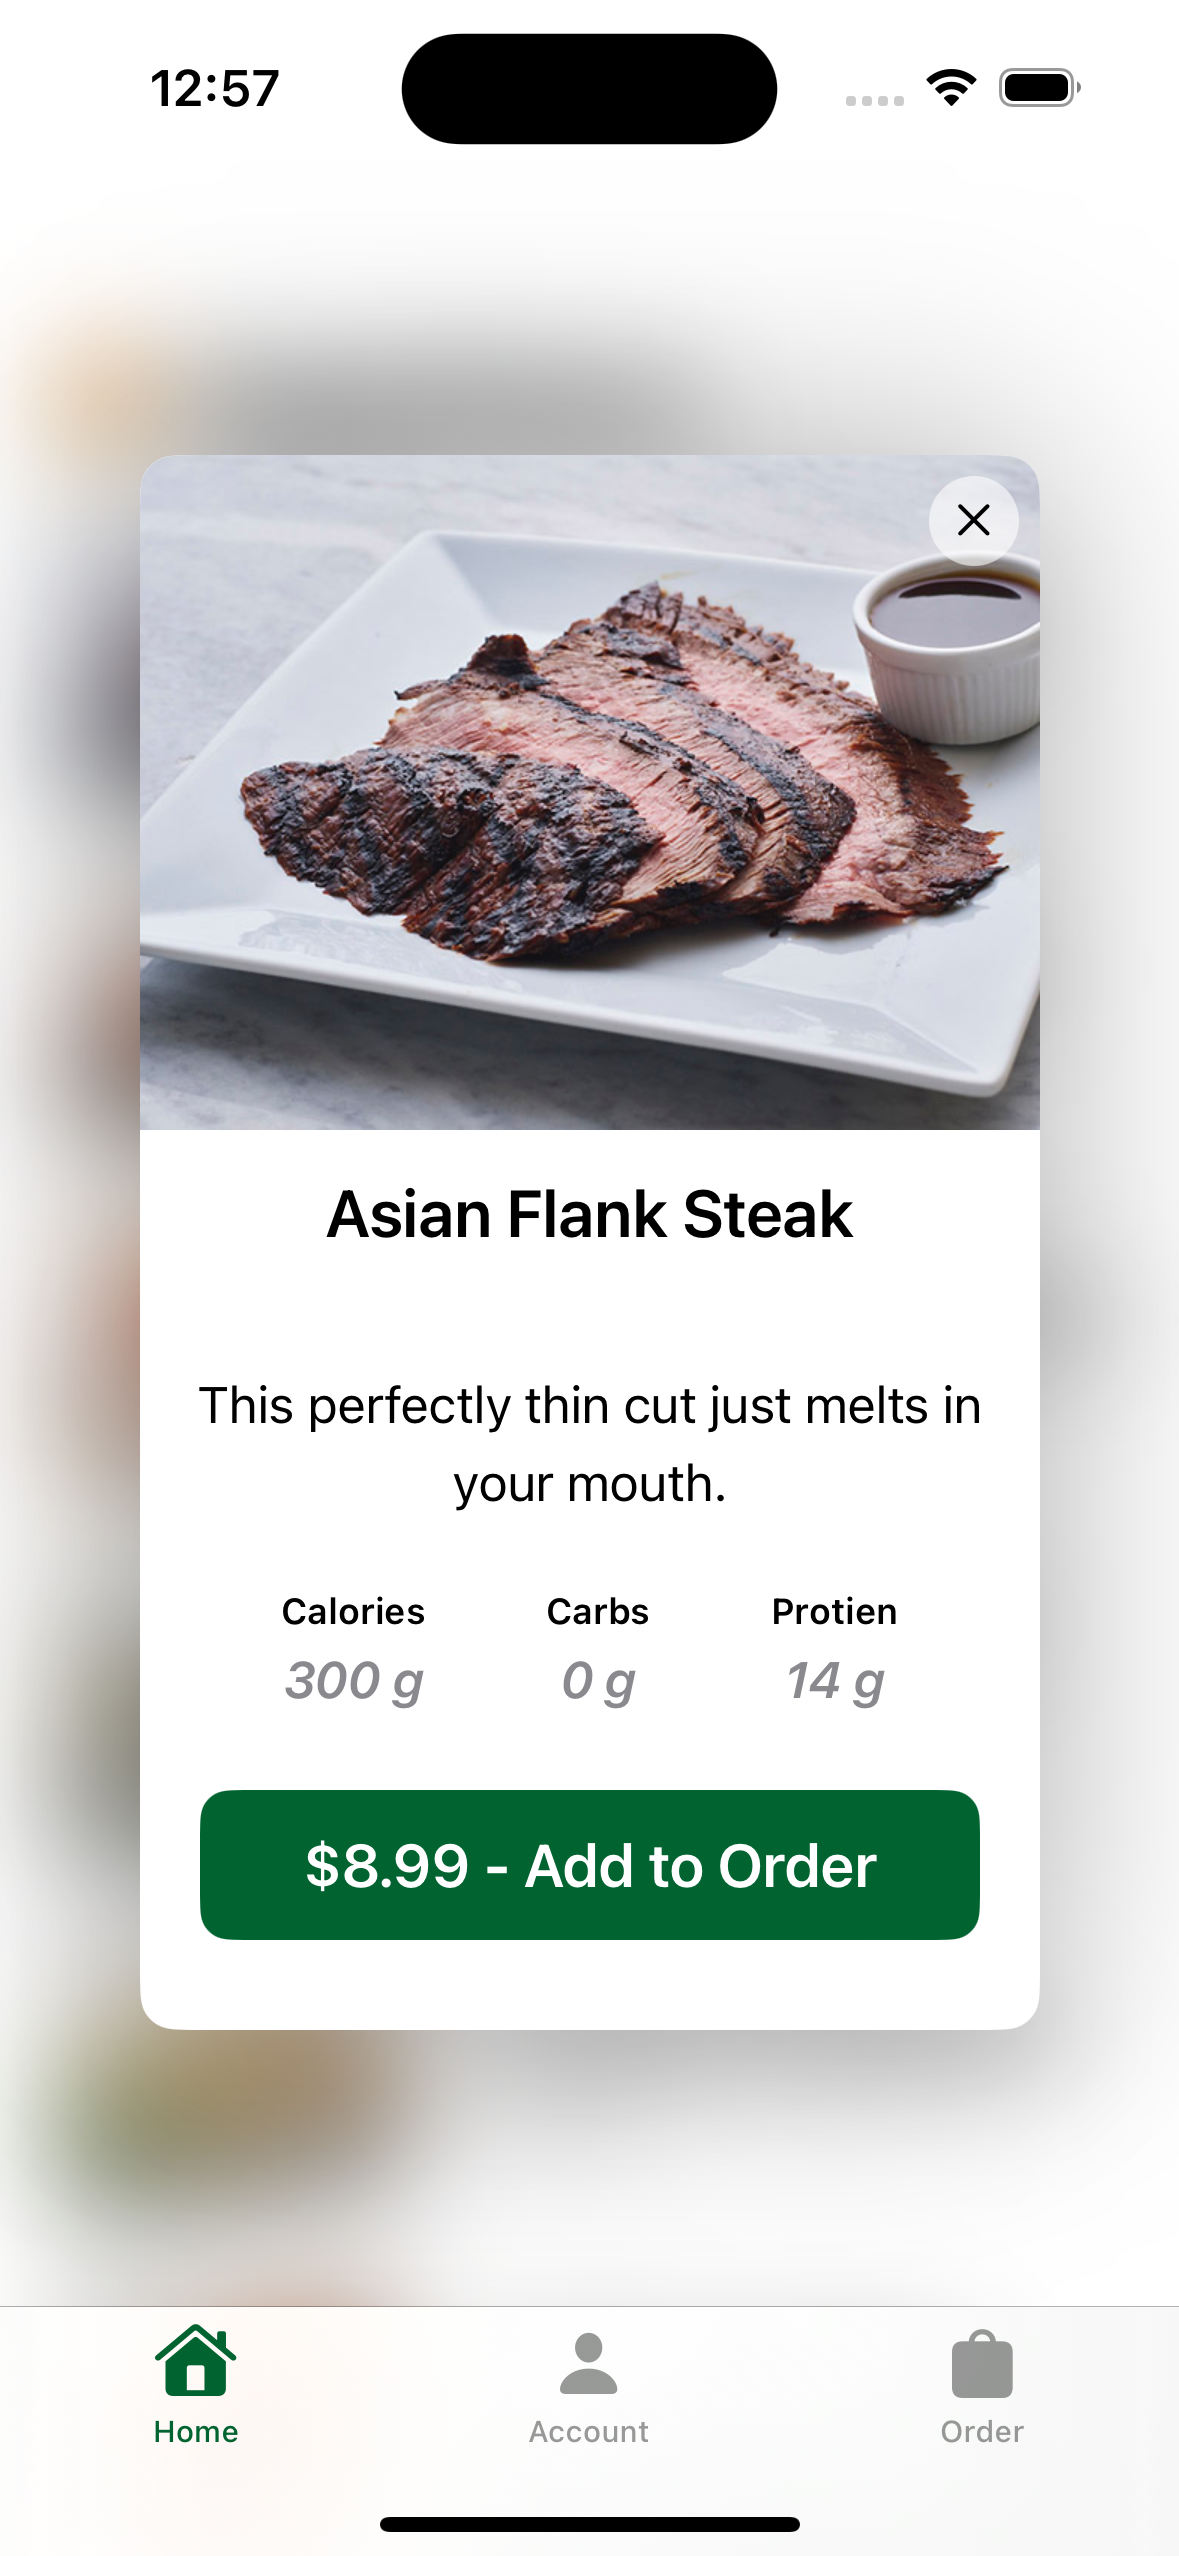 12:57
Asian Flank Steak
This perfectly thin cut just melts in
your mouth.
Calories Carbs Protien
300 g 0 g 14 g
$8.99 - Add to Order
Home Account Order